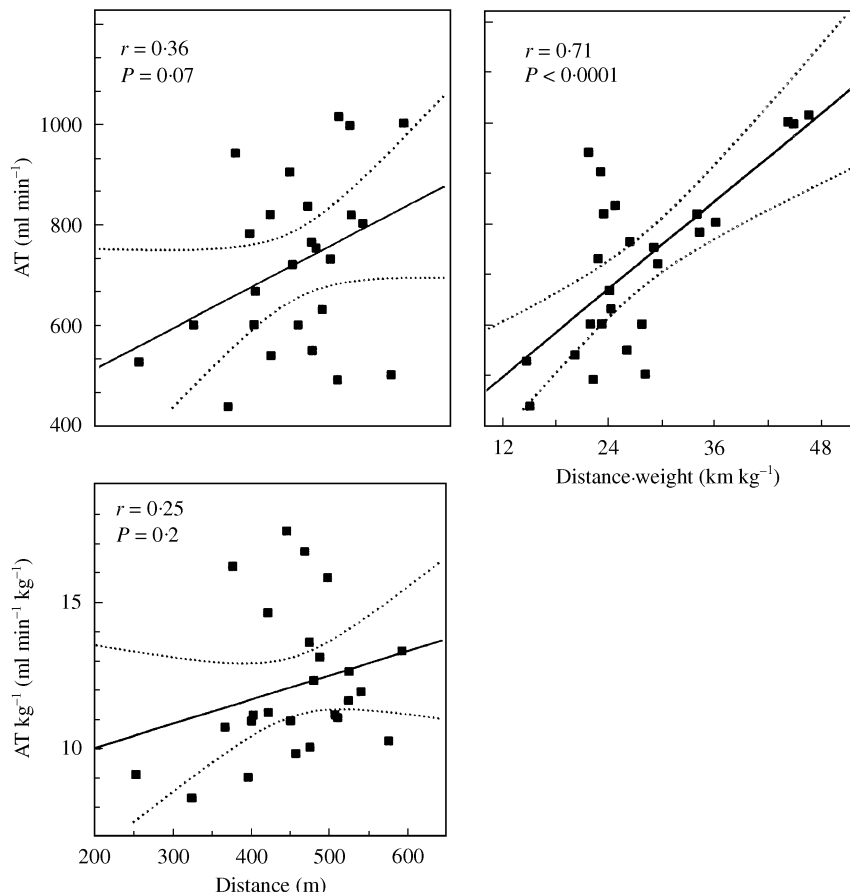 r = 0·36
P = 0·07
1000
800
600
400
AT (ml min⁻¹)
r = 0·71
P < 0·0001
12 24 36 48
Distance·weight (km kg⁻¹)
r = 0·25
P = 0·2
15
10
AT kg⁻¹ (ml min⁻¹ kg⁻¹)
200 300 400 500 600
Distance (m)